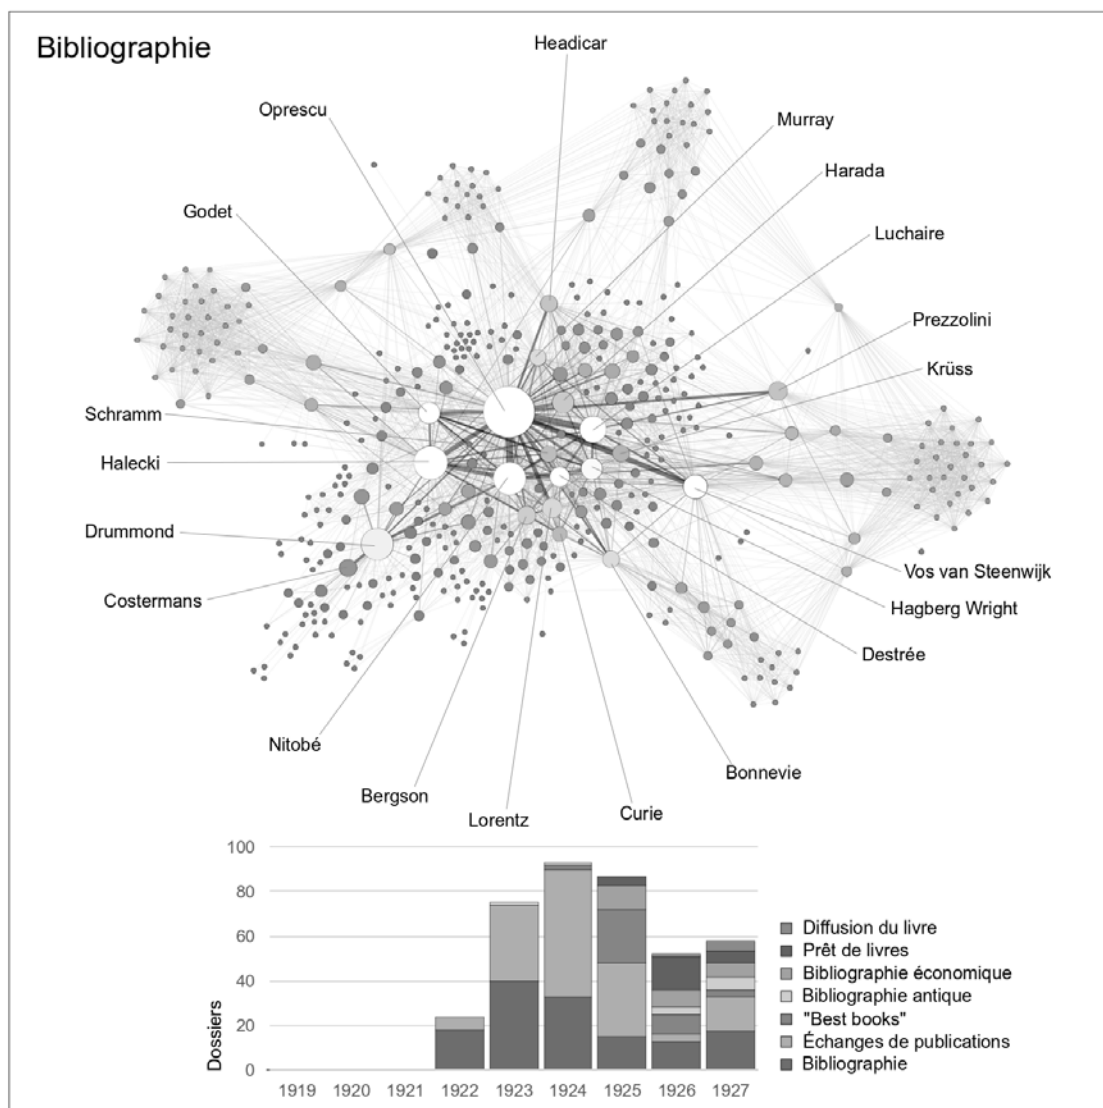 Bibliographie
Headicar
Oprescu
Murray
Harada
Godet
Luchaire
Prezzolini
Krüss
Schramm
Halecki
Drummond
Vos van Steenwijk
Costermans
Hagberg Wright
Destrée
Nitobé
Bonnevie
Bergson
Curie
Lorentz
100
80
60
40
20
0
Dossiers
1919 1920 1921 1922 1923 1924 1925 1926 1927
Diffusion du livre
Prêt de livres
Bibliographie économique
Bibliographie antique
"Best books"
Échanges de publications
Bibliographie